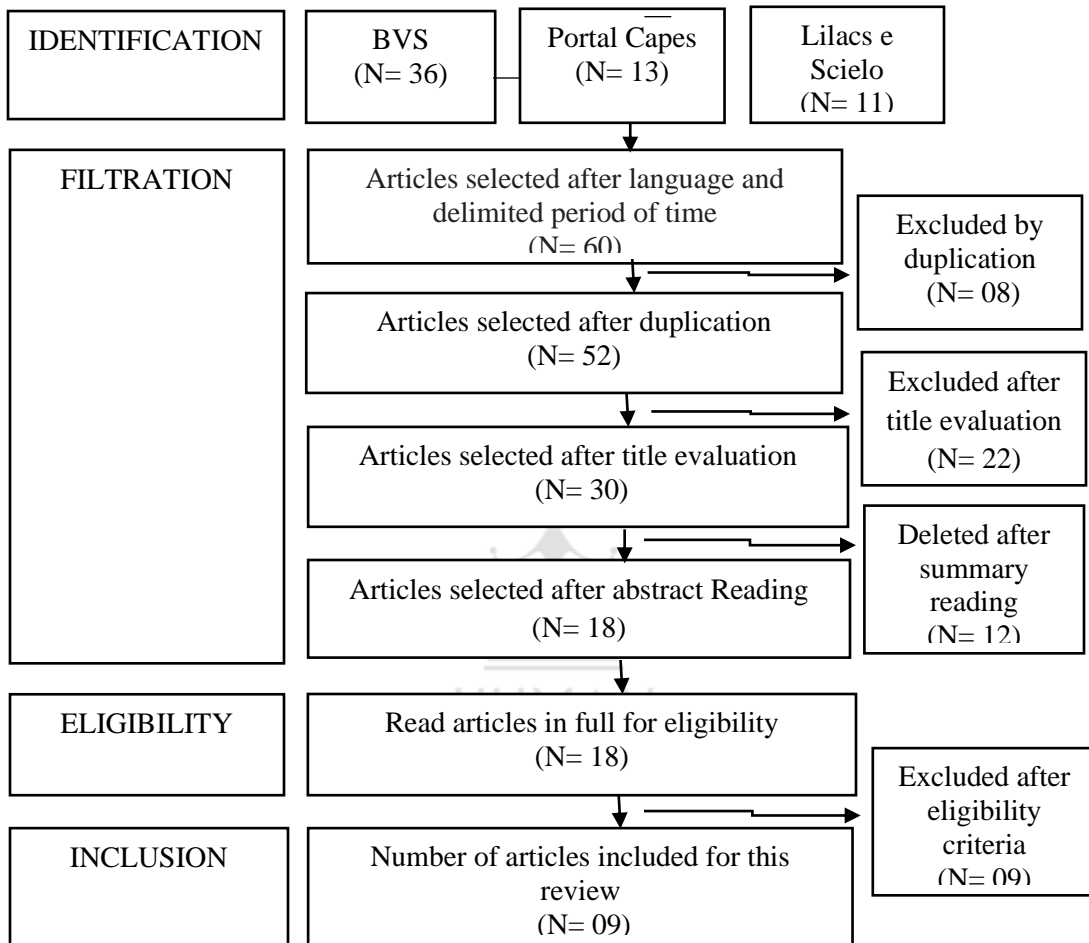 IDENTIFICATION
BVS
(N= 36)
Portal Capes
(N= 13)
Lilacs e
Scielo
(N= 11)
FILTRATION
Articles selected after language and
delimited period of time
(N= 60)
Excluded by
duplication
(N= 08)
Articles selected after duplication
(N= 52)
Excluded after
title evaluation
(N= 22)
Articles selected after title evaluation
(N= 30)
Deleted after
summary
reading
(N= 12)
Articles selected after abstract Reading
(N= 18)
ELIGIBILITY
Read articles in full for eligibility
(N= 18)
Excluded after
eligibility
criteria
(N= 09)
INCLUSION
Number of articles included for this
review
(N= 09)